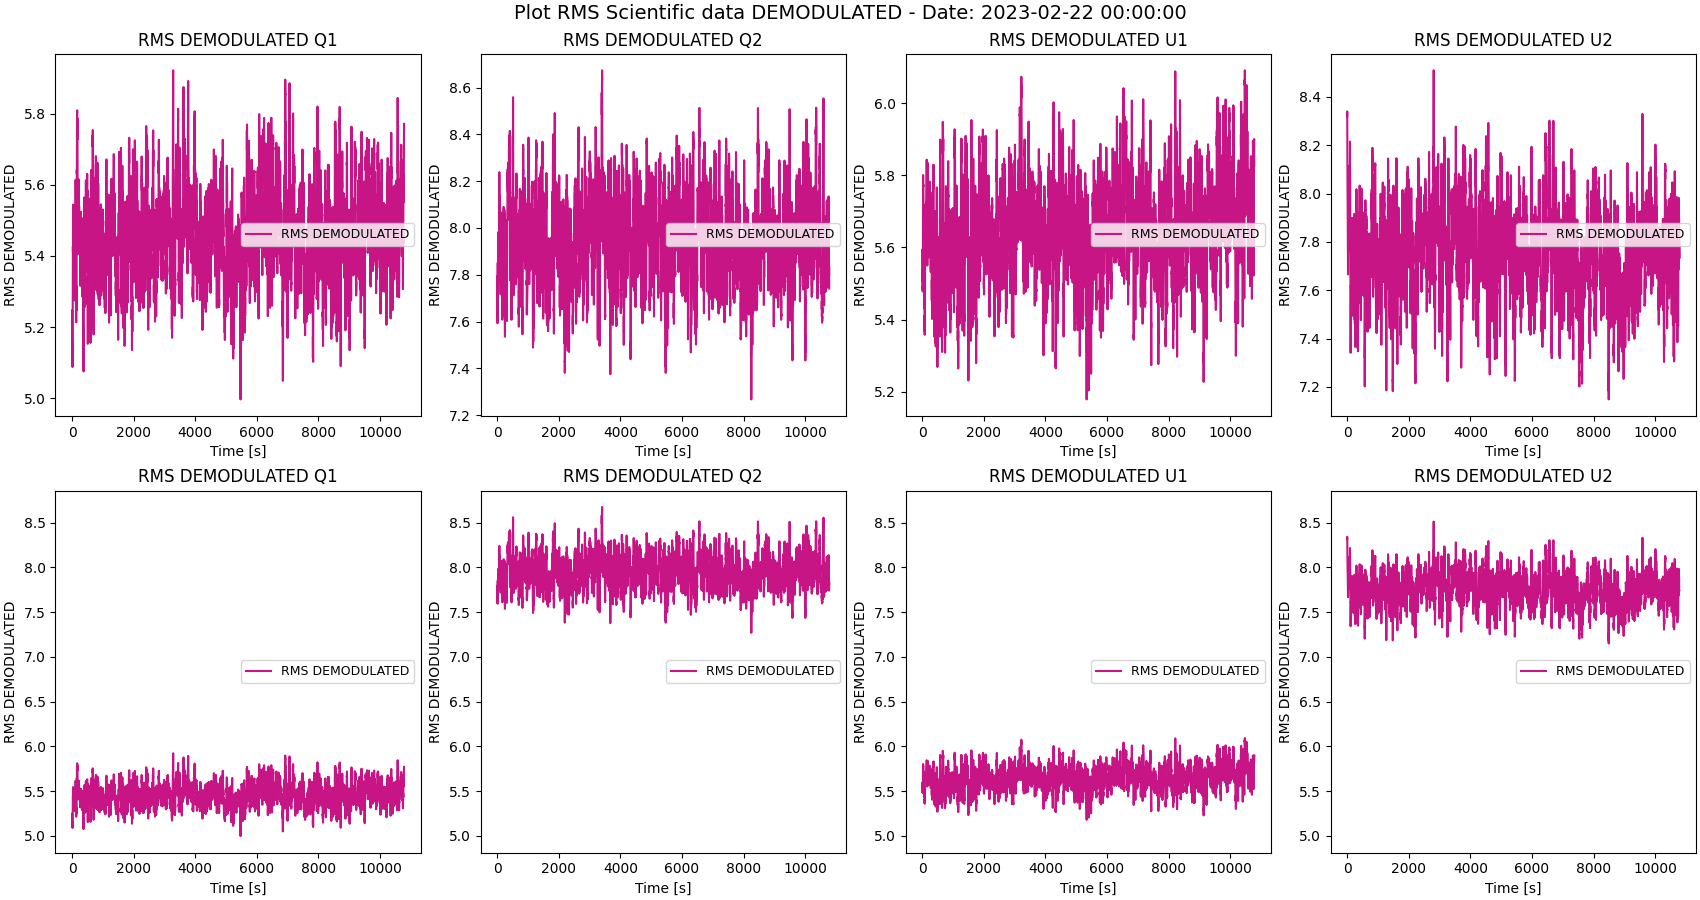 Plot RMS Scientific data DEMODULATED - Date: 2023-02-22 00:00:00
RMS DEMODULATED Q1
RMS DEMODULATED
5.8
5.6
5.4
5.2
5.0
RMS DEMODULATED
0 2000 4000 6000 8000 10000
Time [s]
RMS DEMODULATED Q2
RMS DEMODULATED
8.6
8.4
8.2
8.0
7.8
7.6
7.4
7.2
RMS DEMODULATED
0 2000 4000 6000 8000 10000
Time [s]
RMS DEMODULATED U1
RMS DEMODULATED
6.0
5.8
5.6
5.4
5.2
RMS DEMODULATED
0 2000 4000 6000 8000 10000
Time [s]
RMS DEMODULATED U2
RMS DEMODULATED
8.4
8.2
8.0
7.8
7.6
7.4
7.2
RMS DEMODULATED
0 2000 4000 6000 8000 10000
Time [s]
RMS DEMODULATED Q1
RMS DEMODULATED
8.5
8.0
7.5
7.0
6.5
6.0
5.5
5.0
RMS DEMODULATED
0 2000 4000 6000 8000 10000
Time [s]
RMS DEMODULATED Q2
RMS DEMODULATED
8.5
8.0
7.5
7.0
6.5
6.0
5.5
5.0
RMS DEMODULATED
0 2000 4000 6000 8000 10000
Time [s]
RMS DEMODULATED U1
RMS DEMODULATED
8.5
8.0
7.5
7.0
6.5
6.0
5.5
5.0
RMS DEMODULATED
0 2000 4000 6000 8000 10000
Time [s]
RMS DEMODULATED U2
RMS DEMODULATED
8.5
8.0
7.5
7.0
6.5
6.0
5.5
5.0
RMS DEMODULATED
0 2000 4000 6000 8000 10000
Time [s]